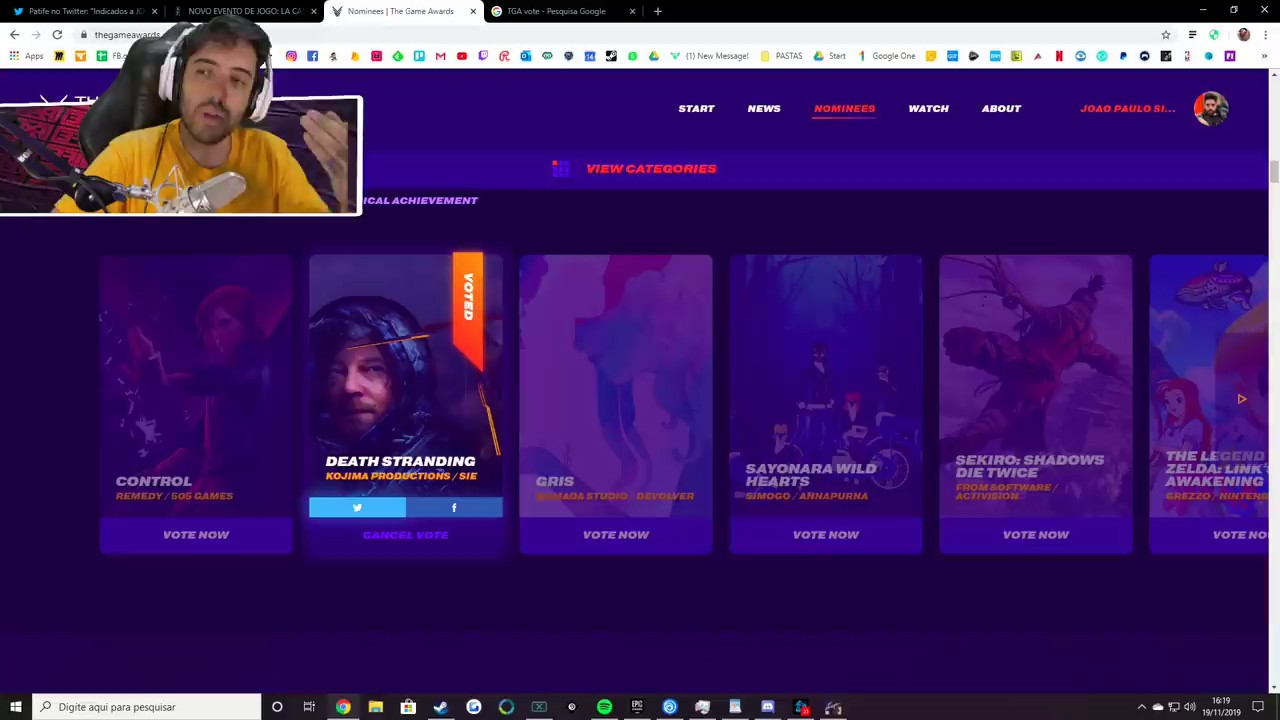 Patife no Twitter: "Indicados a JO
NOVO EVENTO DE JOGO: LA CA
Nominees | The Game Awards
TGA vote - Pesquisa Google
thegameawards.
Apps
FB.c
(1) New Message!
PASTAS
Start
Google One
TH
START
NEWS
NOMINEES
WATCH
ABOUT
JOAO PAULO SI...
VIEW CATEGORIES
ICAL ACHIEVEMENT
VOTED
CONTROL
REMEDY / 505 GAMES
VOTE NOW
DEATH STRANDING
KOJIMA PRODUCTIONS / SIE
CANCEL VOTE
GRIS
NOMADA STUDIO / DEVOLVER
VOTE NOW
SAYONARA WILD
HEARTS
SIMOGO / ANNAPURNA
VOTE NOW
SEKIRO: SHADOWS
DIE TWICE
FROM SOFTWARE /
ACTIVISION
VOTE NOW
THE LEGEND
ZELDA: LINK'S
AWAKENING
GREZZO / NINTEN
VOTE NO
Digite aqui para pesquisar
16:19
19/11/2019